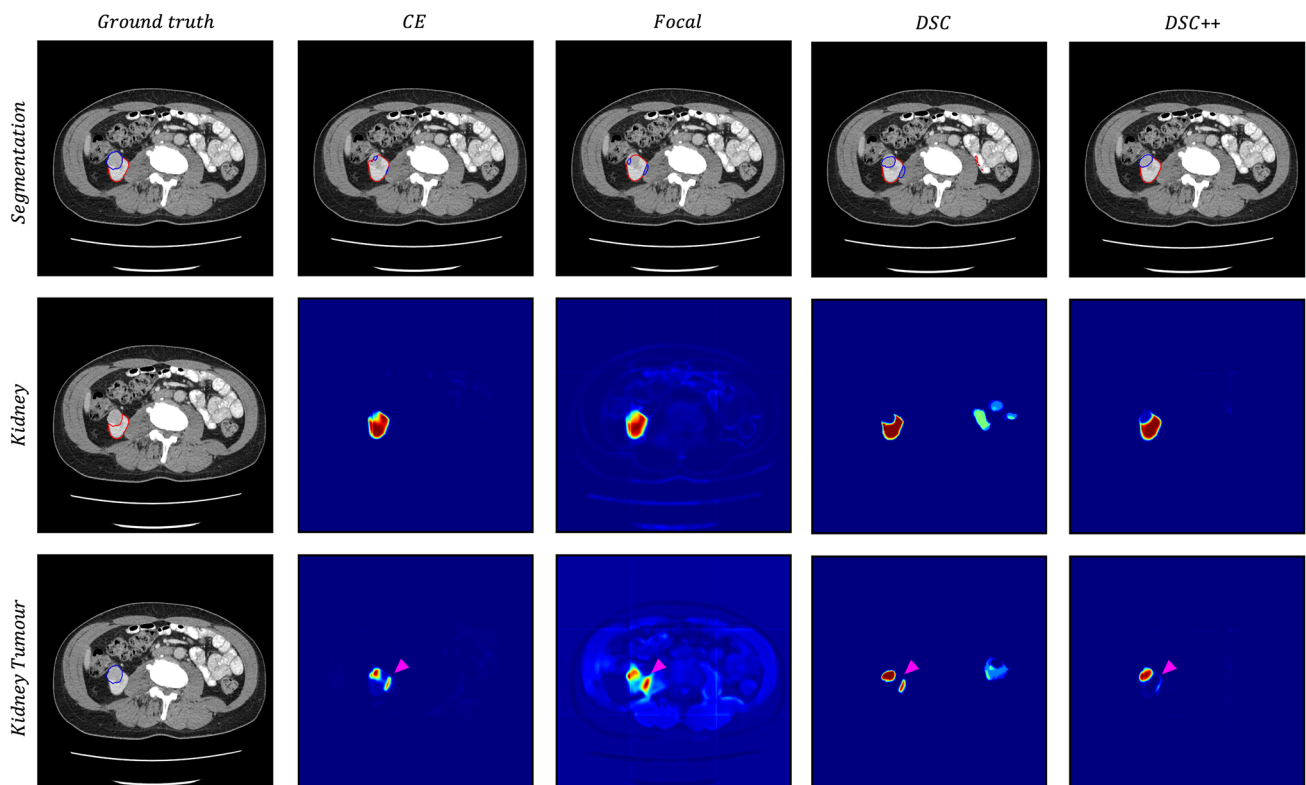 Ground truth
CE
Focal
DSC
DSC++
Segmentation
Kidney
Kidney Tumour